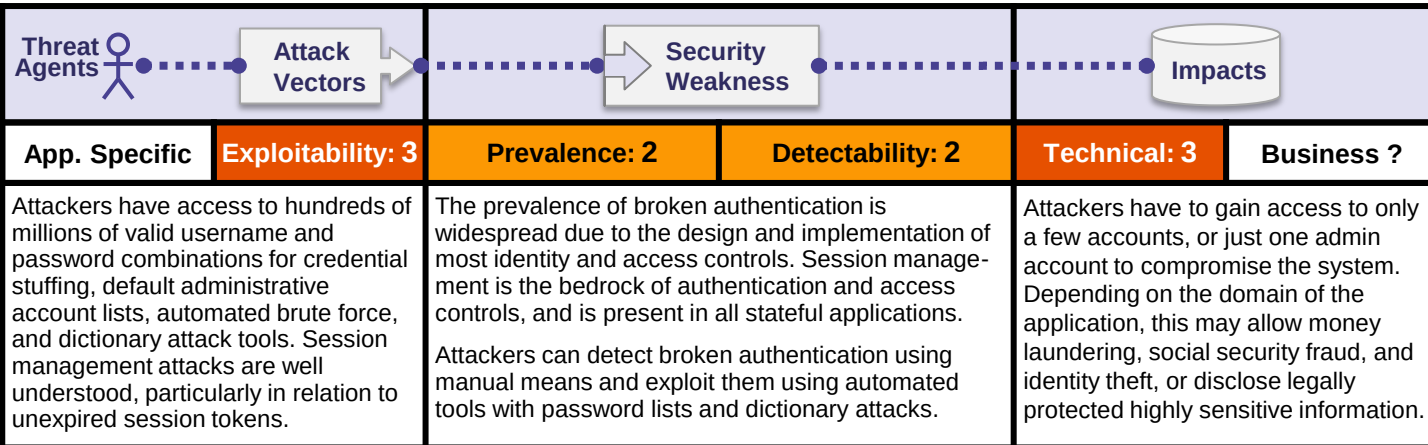 Threat
Agents
Attack
Vectors
Security
Weakness
Impacts
App. Specific
Exploitability: 3
Prevalence: 2
Detectability: 2
Technical: 3
Business ?
Attackers have access to hundreds of
millions of valid username and
password combinations for credential
stuffing, default administrative
account lists, automated brute force,
and dictionary attack tools. Session
management attacks are well
understood, particularly in relation to
unexpired session tokens.
The prevalence of broken authentication is
widespread due to the design and implementation of
most identity and access controls. Session manage-
ment is the bedrock of authentication and access
controls, and is present in all stateful applications.
Attackers can detect broken authentication using
manual means and exploit them using automated
tools with password lists and dictionary attacks.
Attackers have to gain access to only
a few accounts, or just one admin
account to compromise the system.
Depending on the domain of the
application, this may allow money
laundering, social security fraud, and
identity theft, or disclose legally
protected highly sensitive information.